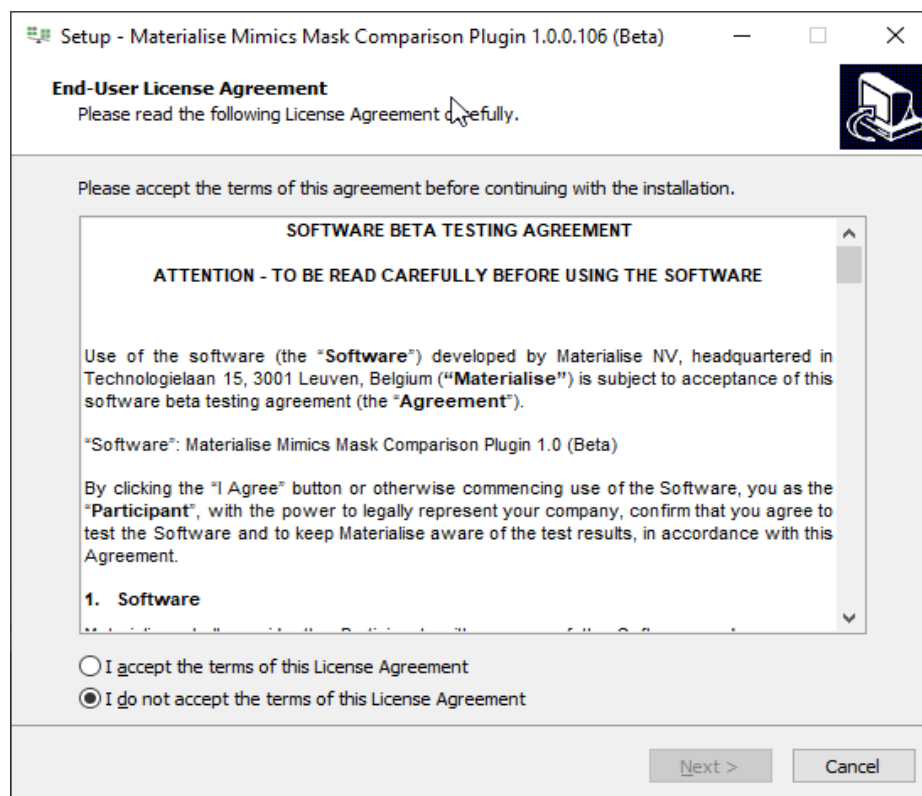 Setup - Materialise Mimics Mask Comparison Plugin 1.0.0.106 (Beta)
End-User License Agreement
Please read the following License Agreement carefully.
Please accept the terms of this agreement before continuing with the installation.
SOFTWARE BETA TESTING AGREEMENT
ATTENTION - TO BE READ CAREFULLY BEFORE USING THE SOFTWARE
Use of the software (the “Software”) developed by Materialise NV, headquartered in
Technologielaan 15, 3001 Leuven, Belgium (“Materialise”) is subject to acceptance of this
software beta testing agreement (the “Agreement”).
“Software”: Materialise Mimics Mask Comparison Plugin 1.0 (Beta)
By clicking the “I Agree” button or otherwise commencing use of the Software, you as the
“Participant”, with the power to legally represent your company, confirm that you agree to
test the Software and to keep Materialise aware of the test results, in accordance with this
Agreement.
1. Software
I accept the terms of this License Agreement
I do not accept the terms of this License Agreement
Next >
Cancel